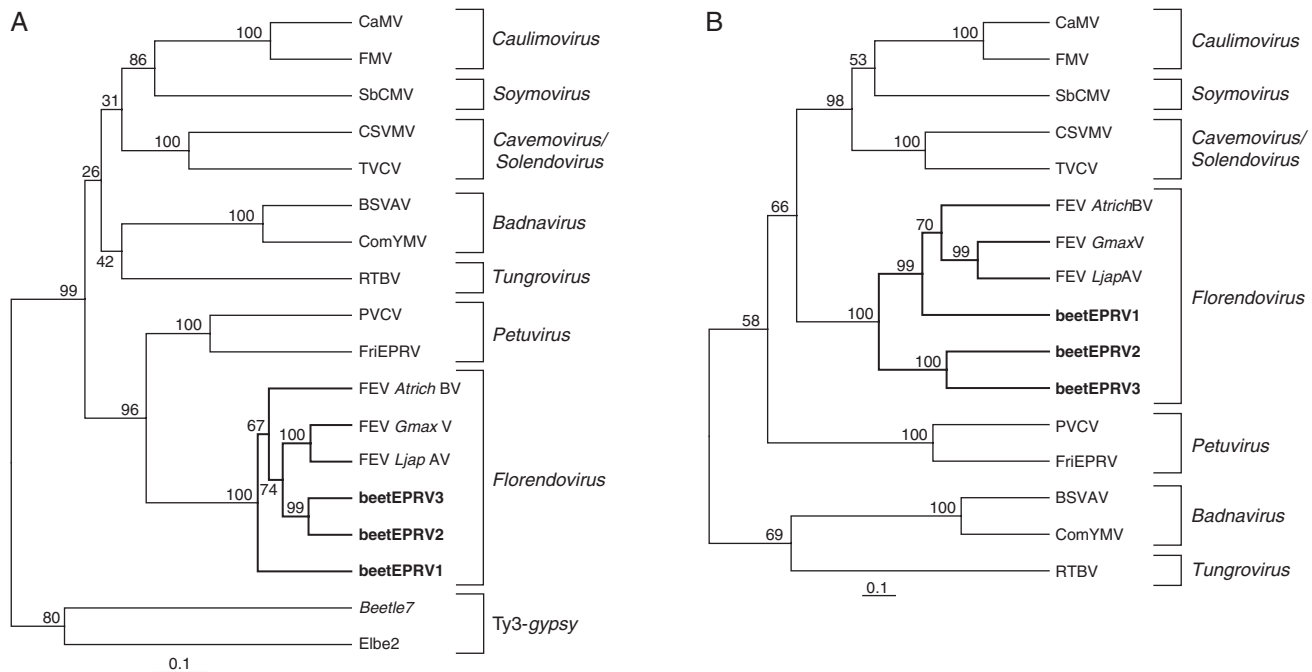 A
CaMV
100
FMV
Caulimovirus
86
SbCMV
Soymovirus
31
CSVMV
100
TVCV
Cavemovirus/
Solendovirus
26
BSVAV
100
ComYMV
Badnavirus
42
RTBV
Tungrovirus
99
PVCV
100
FriEPRV
Petuvirus
96
FEV Atrich BV
67
FEV Gmax V
100
FEV Ljap AV
74
beetEPRV3
99
beetEPRV2
100
beetEPRV1
Florendovirus
Beetle7
80
Elbe2
Ty3-gypsy
0.1
B
CaMV
100
FMV
Caulimovirus
53
SbCMV
Soymovirus
98
CSVMV
100
TVCV
Cavemovirus/
Solendovirus
66
FEV AtrichBV
70
FEV GmaxV
99
FEV LjapAV
99
beetEPRV1
100
beetEPRV2
100
beetEPRV3
Florendovirus
58
PVCV
100
FriEPRV
Petuvirus
BSVAV
100
ComYMV
Badnavirus
69
RTBV
Tungrovirus
0.1